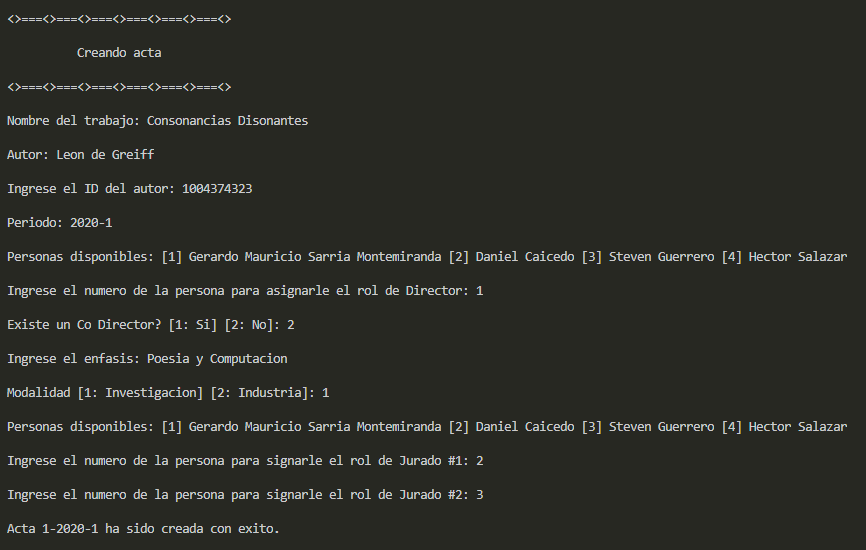 <>===<>===<>===<>===<>===<>===<>
Creando acta
<>===<>===<>===<>===<>===<>===<>
Nombre del trabajo: Consonancias Disonantes
Autor: Leon de Greiff
Ingrese el ID del autor: 1004374323
Periodo: 2020-1
Personas disponibles: [1] Gerardo Mauricio Sarria Montemiranda [2] Daniel Caicedo [3] Steven Guerrero [4] Hector Salazar
Ingrese el numero de la persona para asignarle el rol de Director: 1
Existe un Co Director? [1: Si] [2: No]: 2
Ingrese el enfasis: Poesia y Computacion
Modalidad [1: Investigacion] [2: Industria]: 1
Personas disponibles: [1] Gerardo Mauricio Sarria Montemiranda [2] Daniel Caicedo [3] Steven Guerrero [4] Hector Salazar
Ingrese el numero de la persona para signarle el rol de Jurado #1: 2
Ingrese el numero de la persona para signarle el rol de Jurado #2: 3
Acta 1-2020-1 ha sido creada con exito.